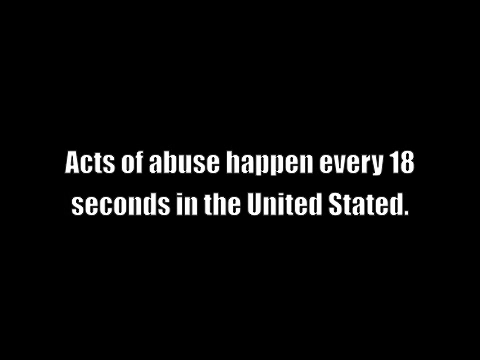 Acts of abuse happen every 18
seconds in the United Stated.